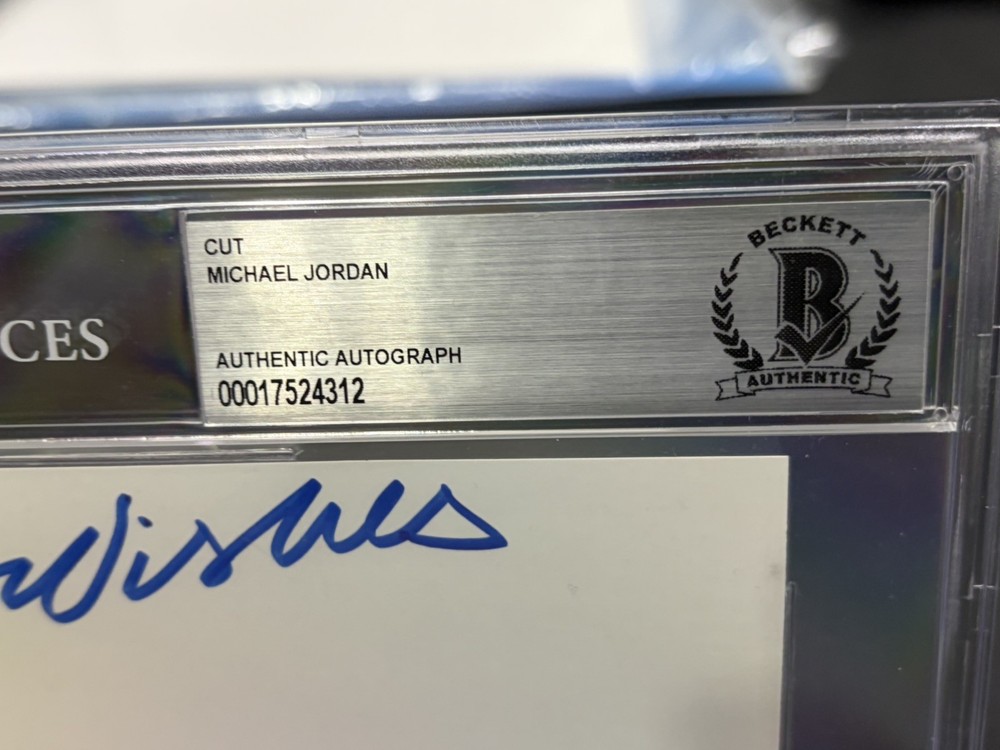 CES
CUT
MICHAEL JORDAN
AUTHENTIC AUTOGRAPH
00017524312
BECKETT
B
AUTHENTIC
Wishes